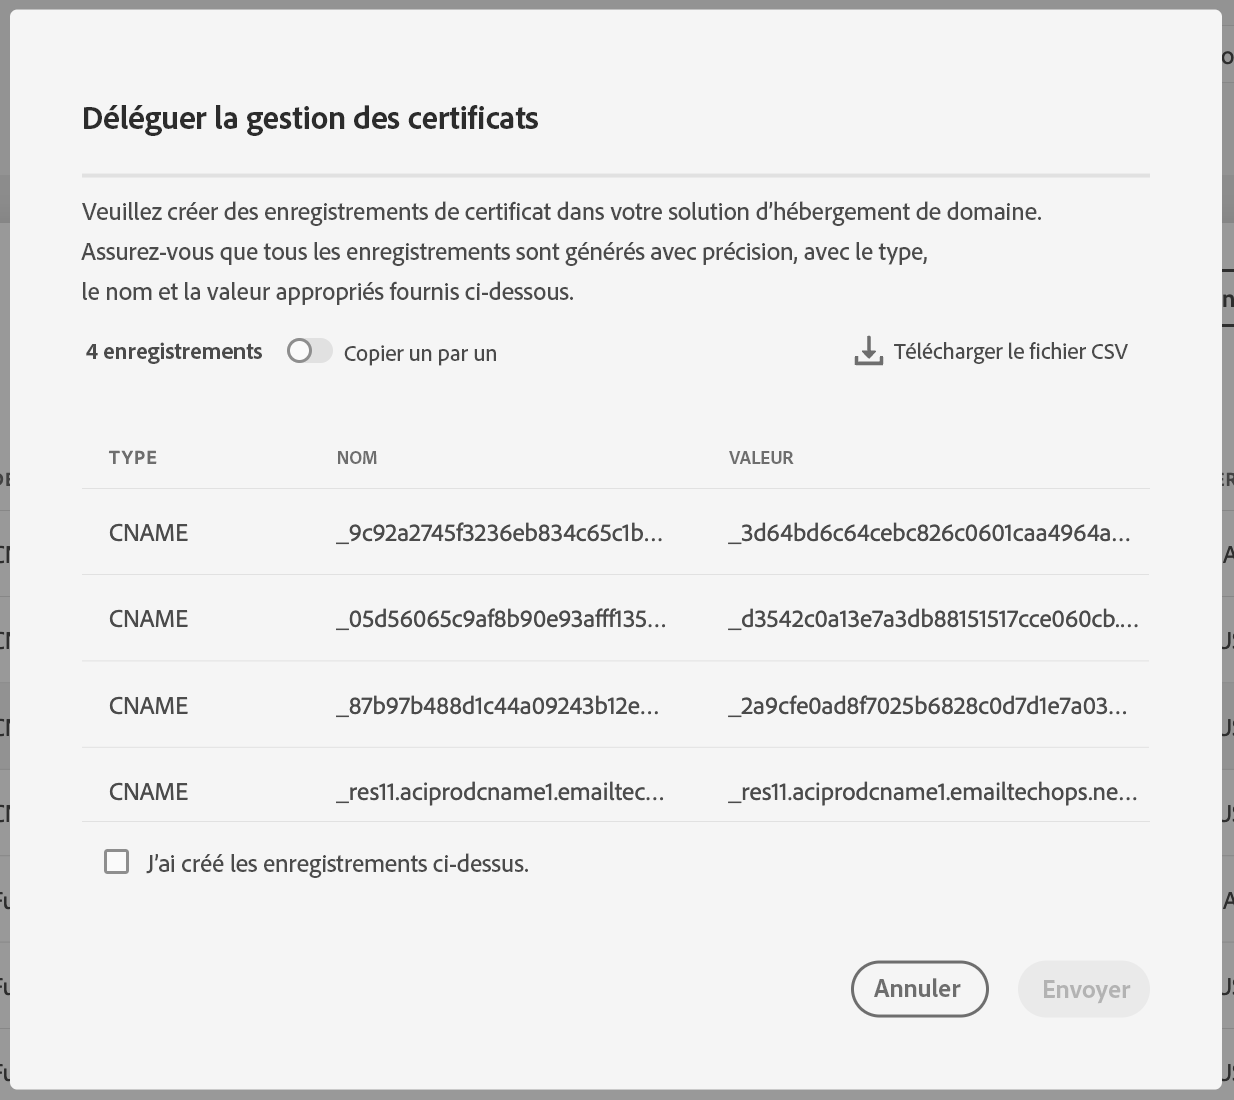 Déléguer la gestion des certificats
Veuillez créer des enregistrements de certificat dans votre solution d'hébergement de domaine.
Assurez-vous que tous les enregistrements sont générés avec précision, avec le type,
le nom et la valeur appropriés fournis ci-dessous.
4 enregistrements Copier un par un Télécharger le fichier CSV
TYPE NOM VALEUR
CNAME _9c92a2745f3236eb834c65c1b... _3d64bd6c64cebc826c0601caa4964a...
CNAME _05d56065c9af8b90e93afff135... _d3542c0a13e7a3db88151517cce060cb....
CNAME _87b97b488d1c44a09243b12e... _2a9cfe0ad8f7025b6828c0d7d1e7a03...
CNAME _res11.aciprodcname1.emailtec... _res11.aciprodcname1.emailtechops.ne...
J'ai créé les enregistrements ci-dessus.
Annuler Envoyer